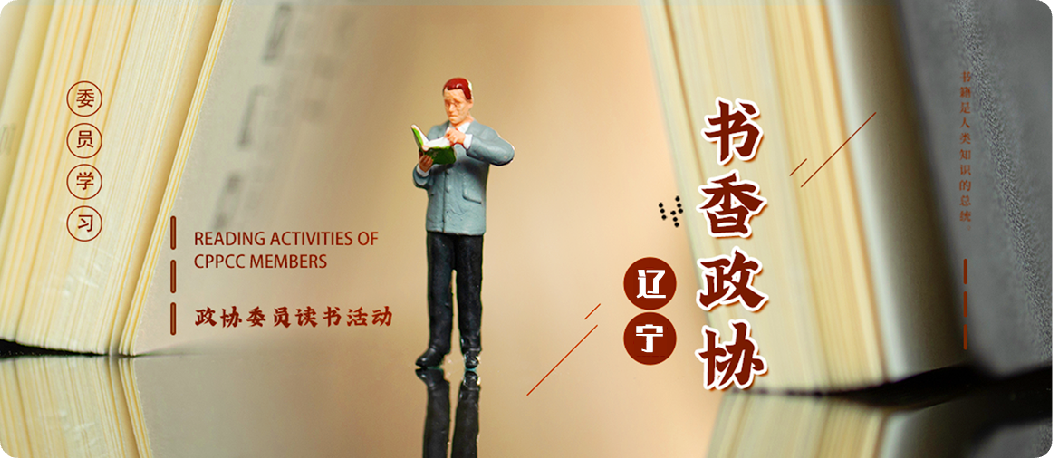 委员学习
READING ACTIVITIES OF
CPPCC MEMBERS
政协委员读书活动
辽宁
书香政协
书籍是人类知识的总统